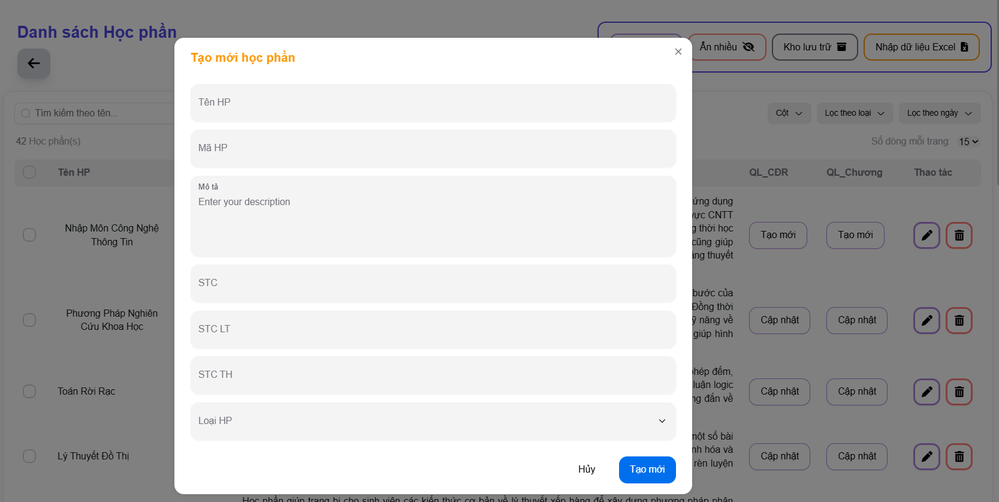 Danh sách Học phần
Ẩn nhiều
Kho lưu trữ
Nhập dữ liệu Excel
Tạo mới học phần
Tìm kiếm theo tên...
Cột
Lọc theo loại
Lọc theo ngày
42 Học phần(s)
Số dòng mỗi trang: 15
Tên HP
QL_CĐR
QL_Chương
Thao tác
Tên HP
Mã HP
Mô tả
Enter your description
STC
STC LT
STC TH
Loại HP
Hủy
Tạo mới
Nhập Môn Công Nghệ
Thông Tin
ứng dụng
vực CNTT
thời học
cũng giúp
thuyết
Tạo mới
Tạo mới
Phương Pháp Nghiên
Cứu Khoa Học
bước của
Đồng thời
năng về
giúp hình
Cập nhật
Cập nhật
Toán Rời Rạc
phép đếm,
luận logic
đắn về
Cập nhật
Cập nhật
Lý Thuyết Đồ Thị
một số bài
hóa và
rèn luyện
Cập nhật
Cập nhật
Học phần giúp trang bị cho sinh viên các kiến thức cơ bản về lý thuyết xếp hàng để xây dựng phương pháp phân